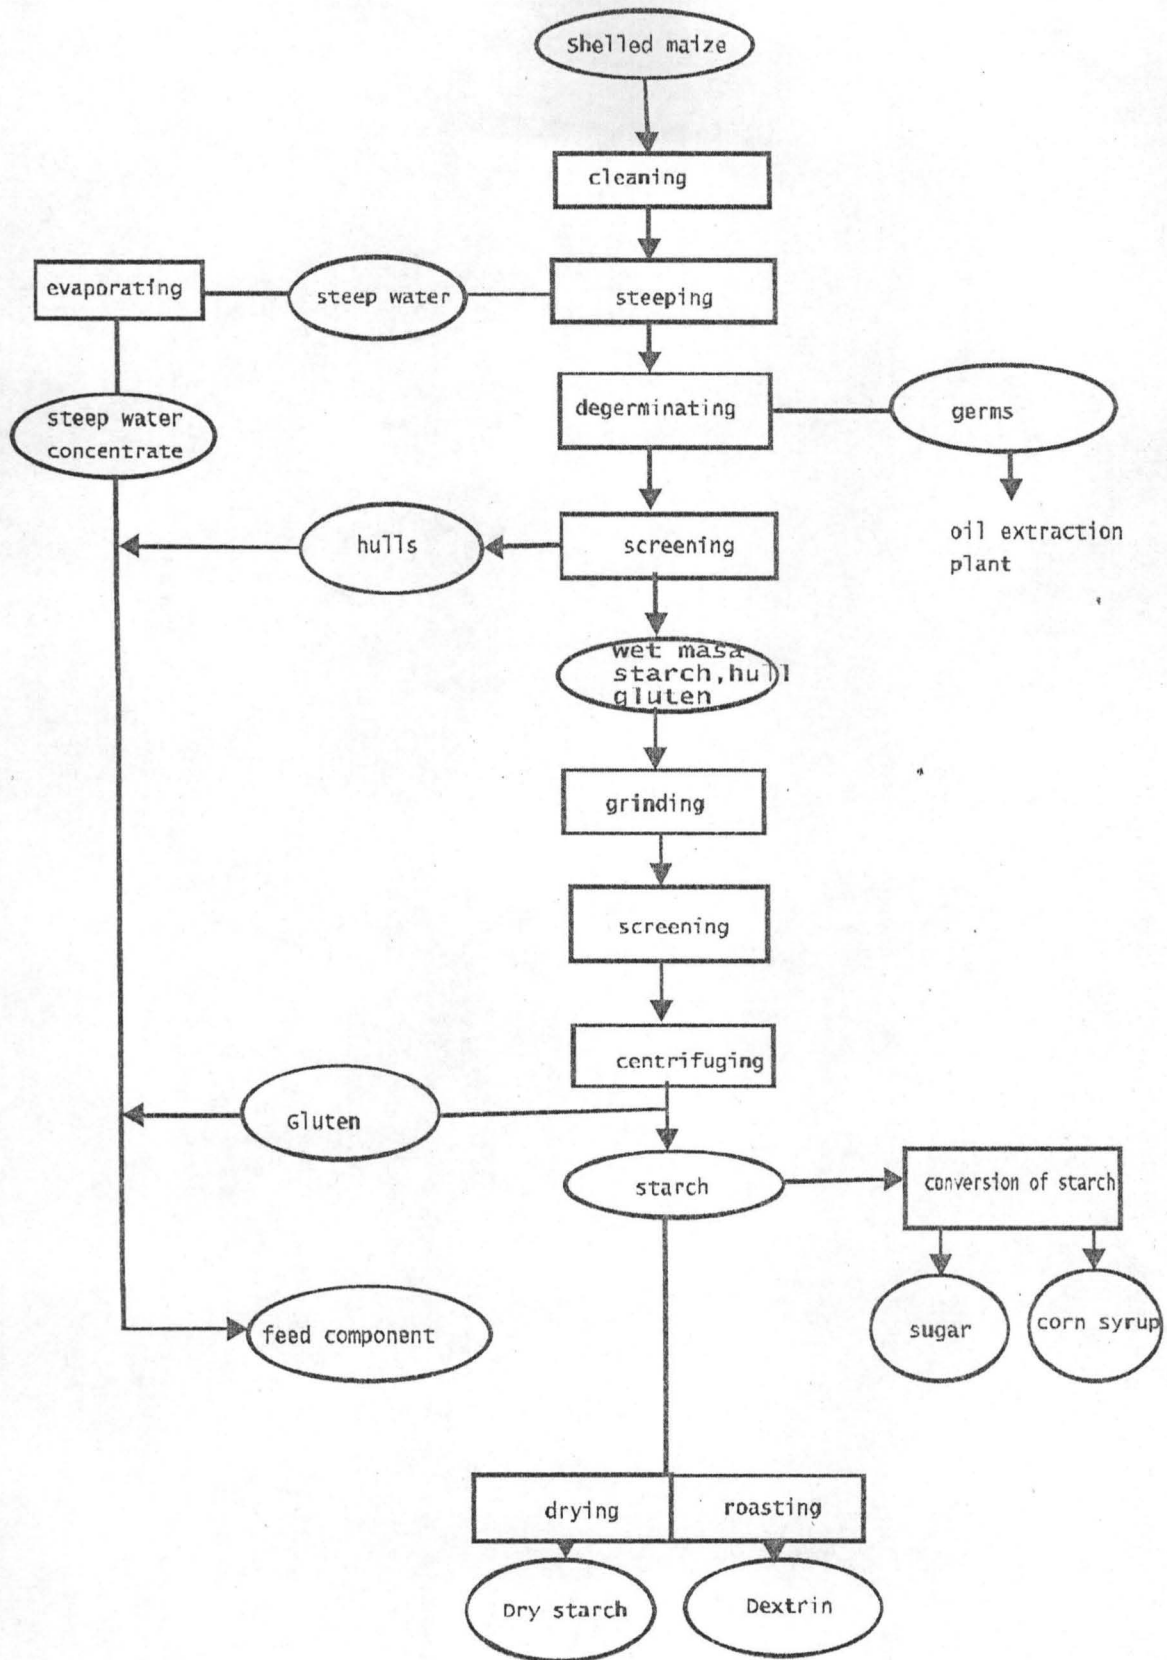 Shelled maize
cleaning
evaporating
steep water
steeping
steep water
concentrate
degerminating
germs
hulls
screening
oil extraction
plant
wet masa
starch,hull
gluten
grinding
screening
centrifuging
Gluten
starch
conversion of starch
feed component
sugar
corn syrup
drying
roasting
Dry starch
Dextrin